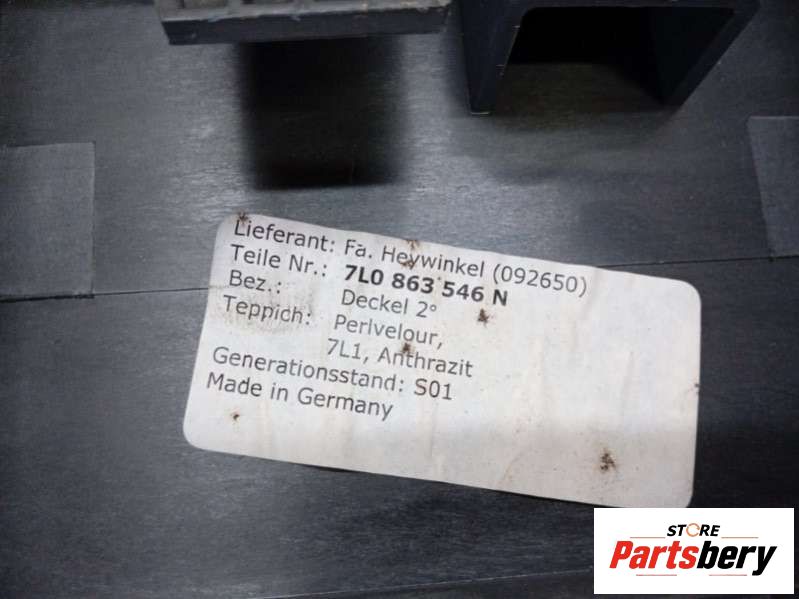 Lieferant: Fa. Heywinkel (092650)
Teile Nr.: 7L0 863 546 N
Bez.: Deckel 2°
Teppich: Perlvelour,
7L1, Anthrazit
Generationsstand: S01
Made in Germany
STORE
Partsbery